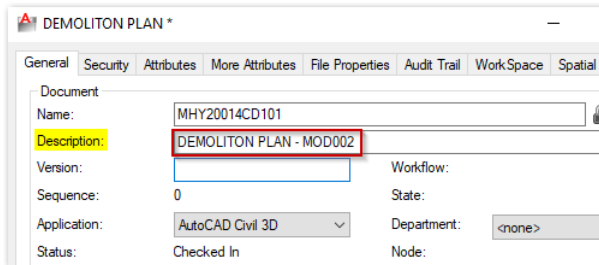 DEMOLITON PLAN *
General Security Attributes More Attributes File Properties Audit Trail WorkSpace Spatial
Document
Name: MHY20014CD101
Description: DEMOLITON PLAN - MOD002
Version: Workflow:
Sequence: 0 State:
Application: AutoCAD Civil 3D Department: <none>
Status: Checked In Node: